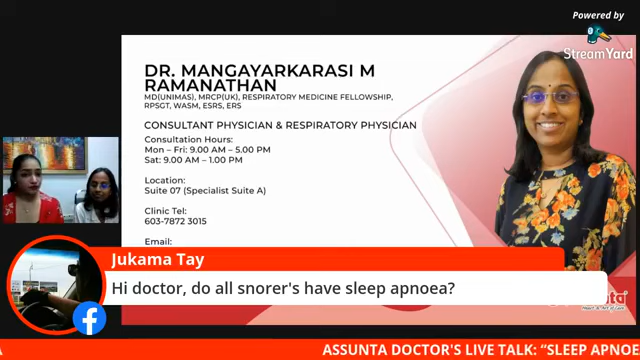 Powered by
StreamYard
DR. MANGAYARKARASI M
RAMANATHAN
MD(UNIMAS), MRCP(UK), RESPIRATORY MEDICINE FELLOWSHIP,
RPSGT, WASM, ESRS, ERS
CONSULTANT PHYSICIAN & RESPIRATORY PHYSICIAN
Consultation Hours:
Mon – Fri: 9.00 AM – 5.00 PM
Sat: 9.00 AM – 1.00 PM
Location:
Suite 07 (Specialist Suite A)
Clinic Tel:
603-7872 3015
Email:
Jukama Tay
Hi doctor, do all snorer's have sleep apnoea?
ASSUNTA DOCTOR'S LIVE TALK: “SLEEP APNOE